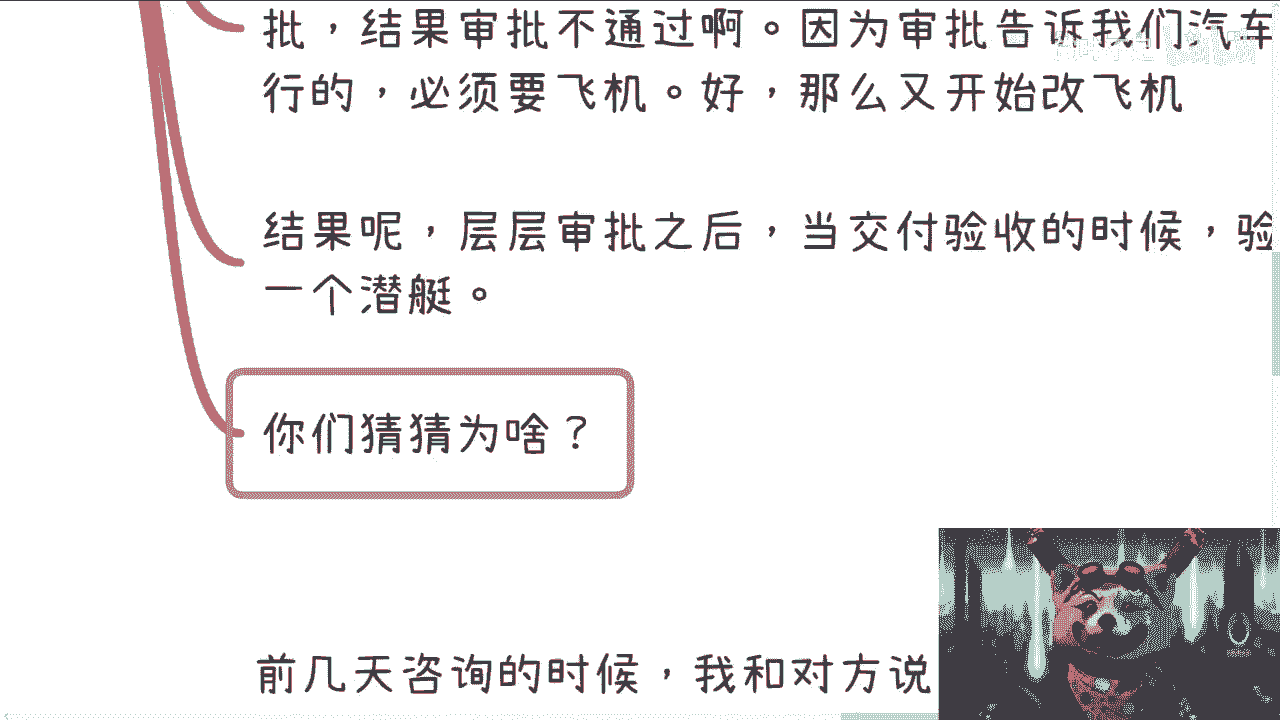 批，结果审批不通过啊。因为审批告诉我们汽车
行的，必须要飞机。好，那么又开始改飞机
结果呢，层层审批之后，当交付验收的时候，验
一个潜艇。
你们猜猜为啥？
前几天咨询的时候，我和对方说